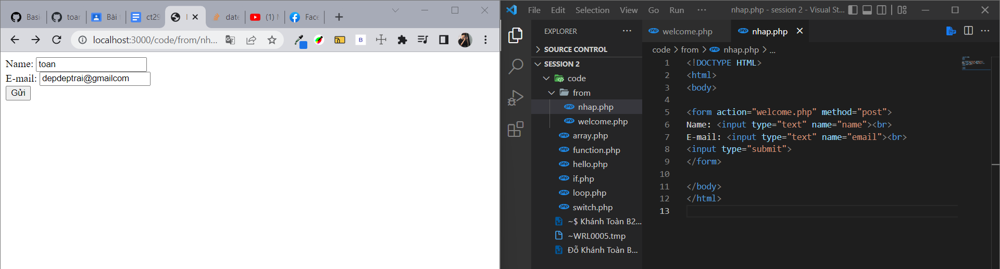 Basi
toar
Bài
ct29
date
(1) M
Face
localhost:3000/code/from/nh...
Name: toan
E-mail: depdeptrai@gmailcom
Gửi
File Edit Selection View Go Run ··· nhap.php - session 2 - Visual St...
EXPLORER ···
SOURCE CONTROL
SESSION 2
code
from
nhap.php
welcome.php
array.php
function.php
hello.php
if.php
loop.php
switch.php
~$ Khánh Toàn B2...
~WRL0005.tmp
Đỗ Khánh Toàn B...
welcome.php nhap.php
code > from > nhap.php > ...
1 <!DOCTYPE HTML>
2 <html>
3 <body>
4
5 <form action="welcome.php" method="post">
6 Name: <input type="text" name="name"><br>
7 E-mail: <input type="text" name="email"><br>
8 <input type="submit">
9 </form>
10
11 </body>
12 </html>
13